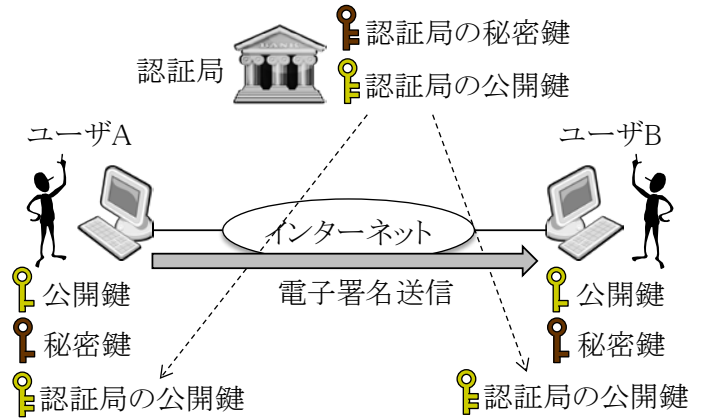 認証局
BANK
認証局の秘密鍵
認証局の公開鍵
ユーザA
ユーザB
インターネット
電子署名送信
公開鍵
秘密鍵
認証局の公開鍵
公開鍵
秘密鍵
認証局の公開鍵